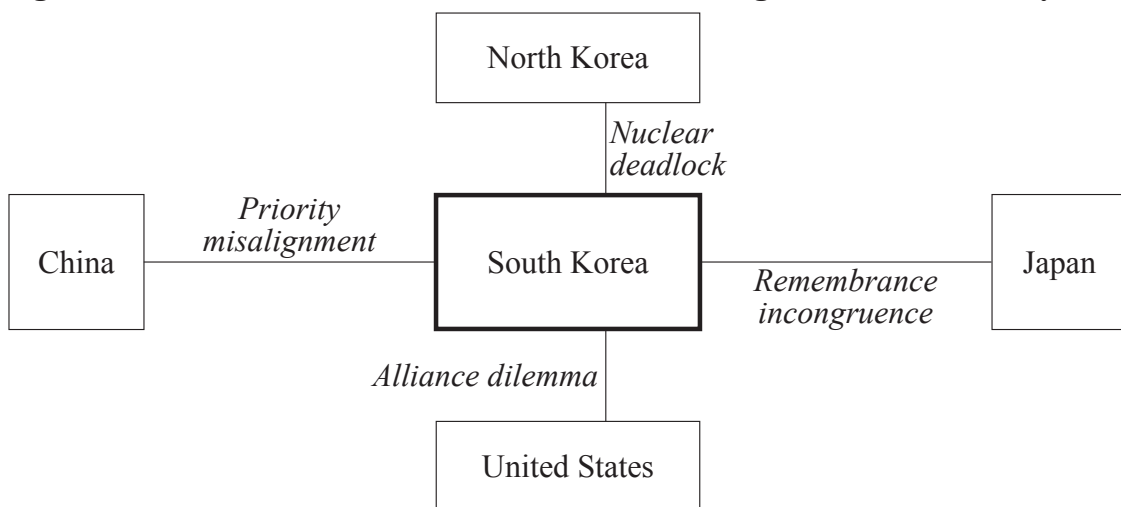 North Korea
Nuclear
deadlock
Priority
misalignment
China
South Korea
Japan
Remembrance
incongruence
Alliance dilemma
United States